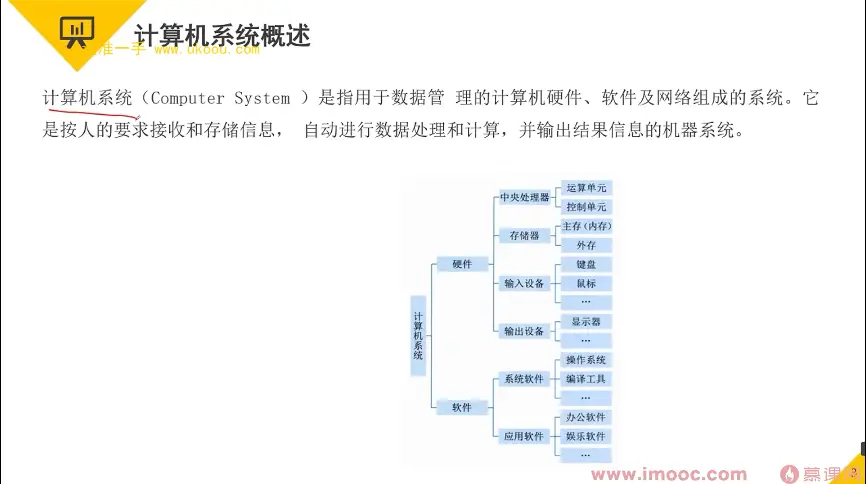 计算机系统概述
准一手 www.ukoou.com
计算机系统（Computer System ）是指用于数据管 理的计算机硬件、软件及网络组成的系统。它
是按人的要求接收和存储信息， 自动进行数据处理和计算，并输出结果信息的机器系统。
计算机系统
硬件
中央处理器
运算单元
控制单元
存储器
主存(内存)
外存
输入设备
键盘
鼠标
…
输出设备
显示器
…
软件
系统软件
操作系统
编译工具
…
应用软件
办公软件
娱乐软件
…
www.imooc.com
慕课